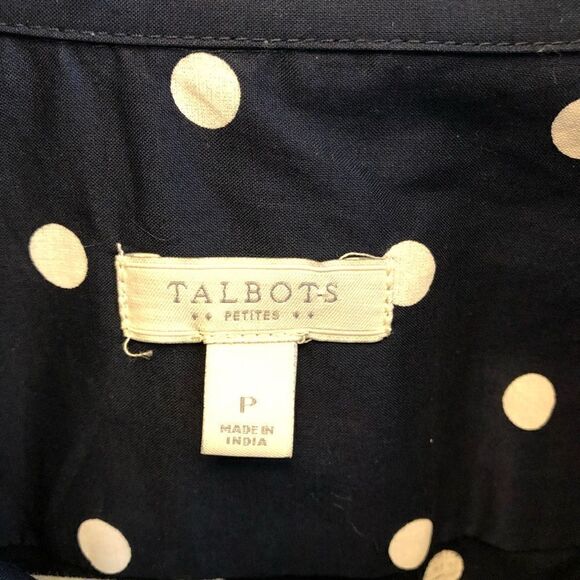 TALBOTS
PETITES
P
MADE IN
INDIA